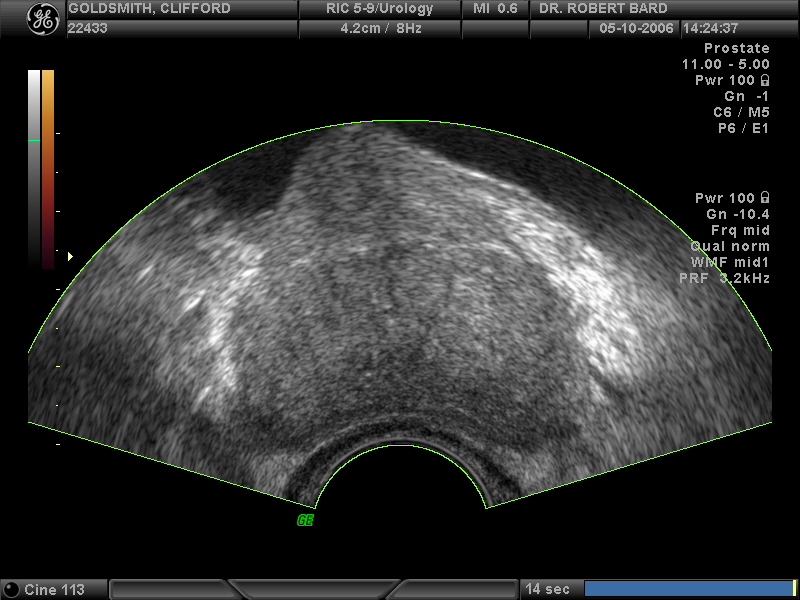 GE
GOLDSMITH, CLIFFORD
RIC 5-9/Urology
MI 0.6
DR. ROBERT BARD
22433
4.2cm / 8Hz
05-10-2006
14:24:37
Prostate
11.00 - 5.00
Pwr 100
Gn -1
C6 / M5
P6 / E1
Pwr 100
Gn -10.4
Frq mid
Qual norm
WMF mid1
PRF 3.2kHz
GE
Cine 113
14 sec